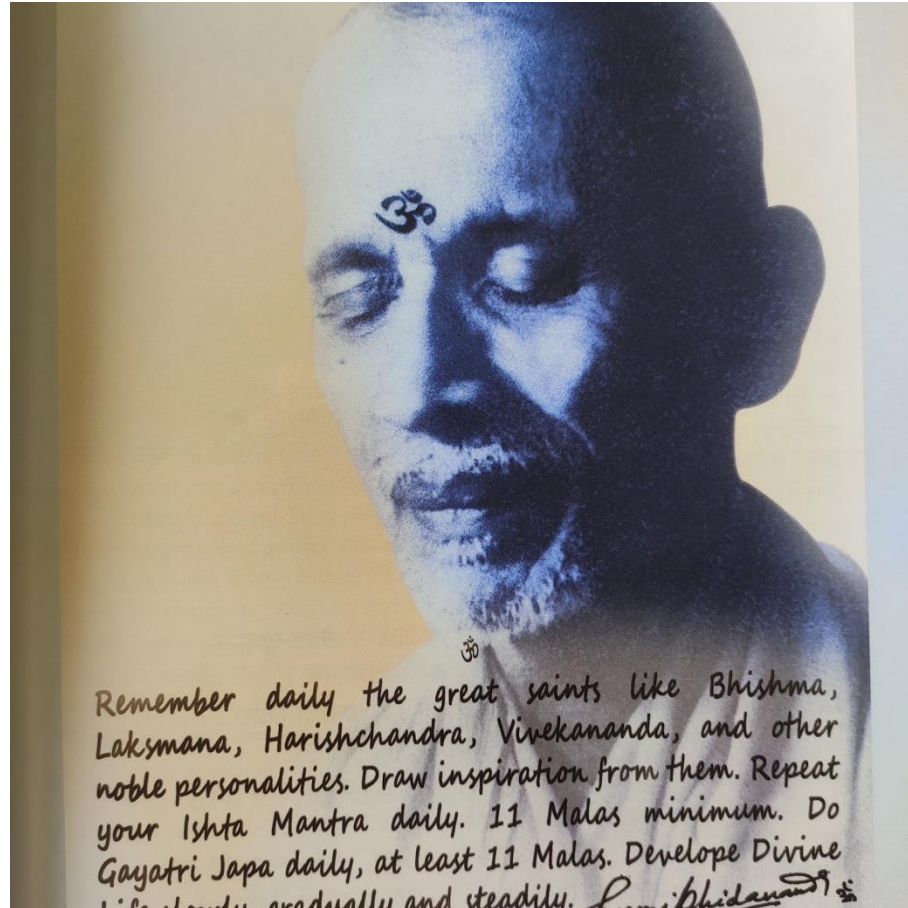 ॐ
ॐ
Remember daily the great saints like Bhishma,
Laksmana, Harishchandra, Vivekananda, and other
noble personalities. Draw inspiration from them. Repeat
your Ishta Mantra daily. 11 Malas minimum. Do
Gayatri Japa daily, at least 11 Malas. Develope Divine
Life slowly, gradually and steadily. ॐ